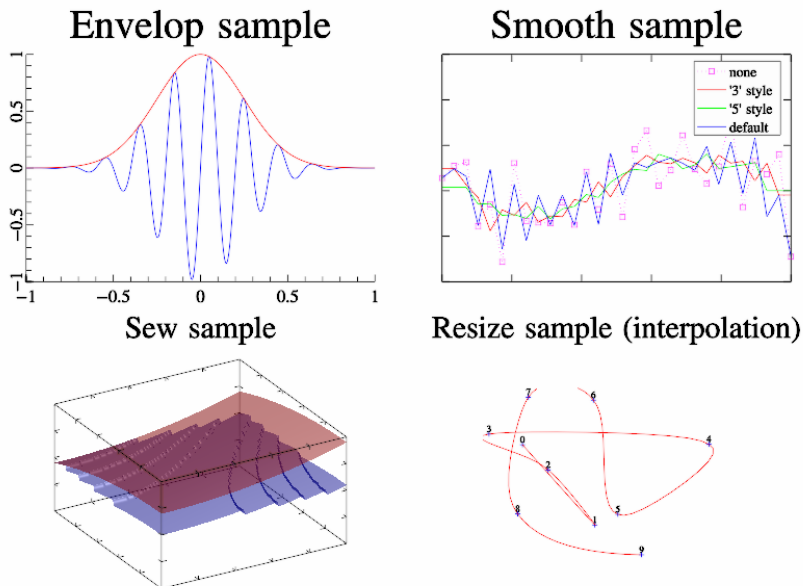 Envelop sample
Smooth sample
1
0.5
0
−0.5
−1
−1
−0.5
0
0.5
1
none
'3' style
'5' style
default
Sew sample
Resize sample (interpolation)
7
6
3
0
4
2
1
5
8
9